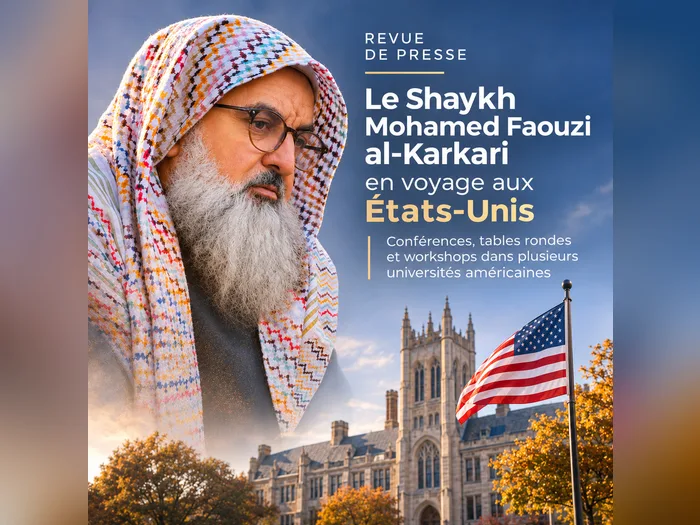 REVUE
DE PRESSE
Le Shaykh
Mohamed Faouzi
al-Karkari
en voyage aux
États-Unis
Conférences, tables rondes
et workshops dans plusieurs
universités américaines